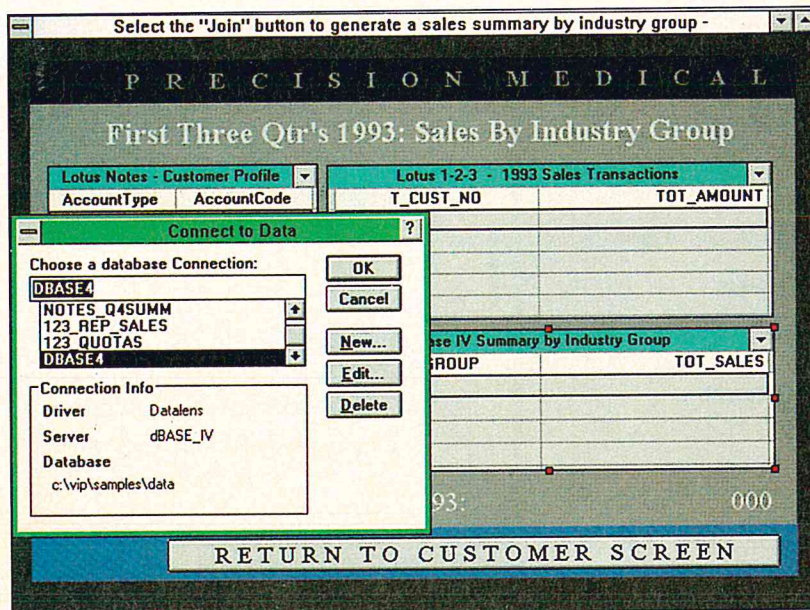 Select the "Join" button to generate a sales summary by industry group -
PRECISION MEDICAL
First Three Qtr's 1993: Sales By Industry Group
Lotus Notes - Customer Profile
AccountType AccountCode
Lotus 1-2-3 - 1993 Sales Transactions
T_CUST_NO TOT_AMOUNT
Connect to Data ?
Choose a database Connection:
DBASE4
NOTES_Q4SUMM
123_REP_SALES
123_QUOTAS
DBASE4
OK
Cancel
New...
Edit...
Delete
Connection Info
Driver Datalens
Server dBASE_IV
Database
c:\vip\samples\data
ase IV Summary by Industry Group
GROUP TOT_SALES
93: 000
RETURN TO CUSTOMER SCREEN